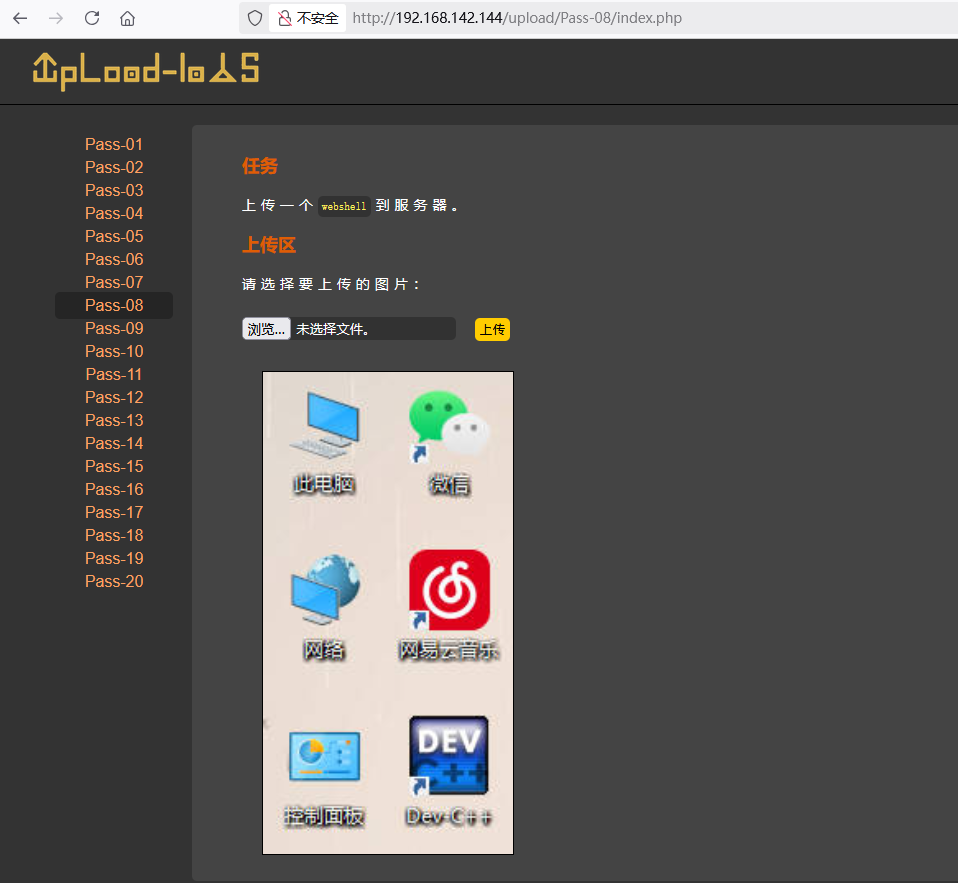 不安全 http://192.168.142.144/upload/Pass-08/index.php
UpLoad-labs
Pass-01
Pass-02
Pass-03
Pass-04
Pass-05
Pass-06
Pass-07
Pass-08
Pass-09
Pass-10
Pass-11
Pass-12
Pass-13
Pass-14
Pass-15
Pass-16
Pass-17
Pass-18
Pass-19
Pass-20
任务
上传一个 webshell 到服务器。
上传区
请选择要上传的图片：
浏览... 未选择文件。 上传
此电脑 微信
网络 网易云音乐
DEV
C++
控制面板 Dev-C++